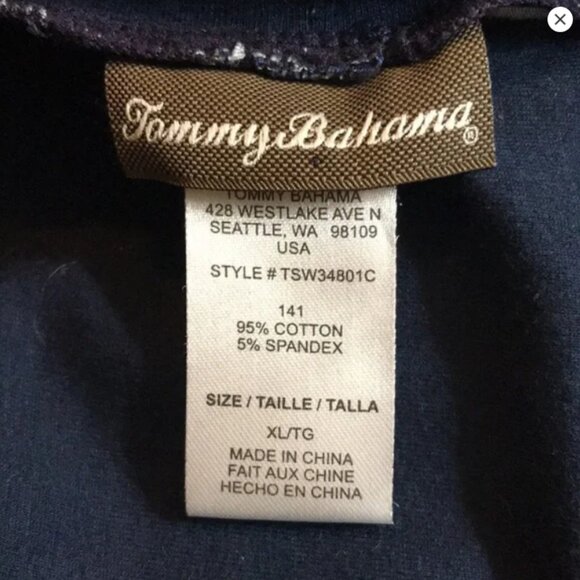 Tommy Bahama®
TOMMY BAHAMA
428 WESTLAKE AVE N
SEATTLE, WA 98109
USA
STYLE # TSW34801C
141
95% COTTON
5% SPANDEX
SIZE / TAILLE / TALLA
XL/TG
MADE IN CHINA
FAIT AUX CHINE
HECHO EN CHINA